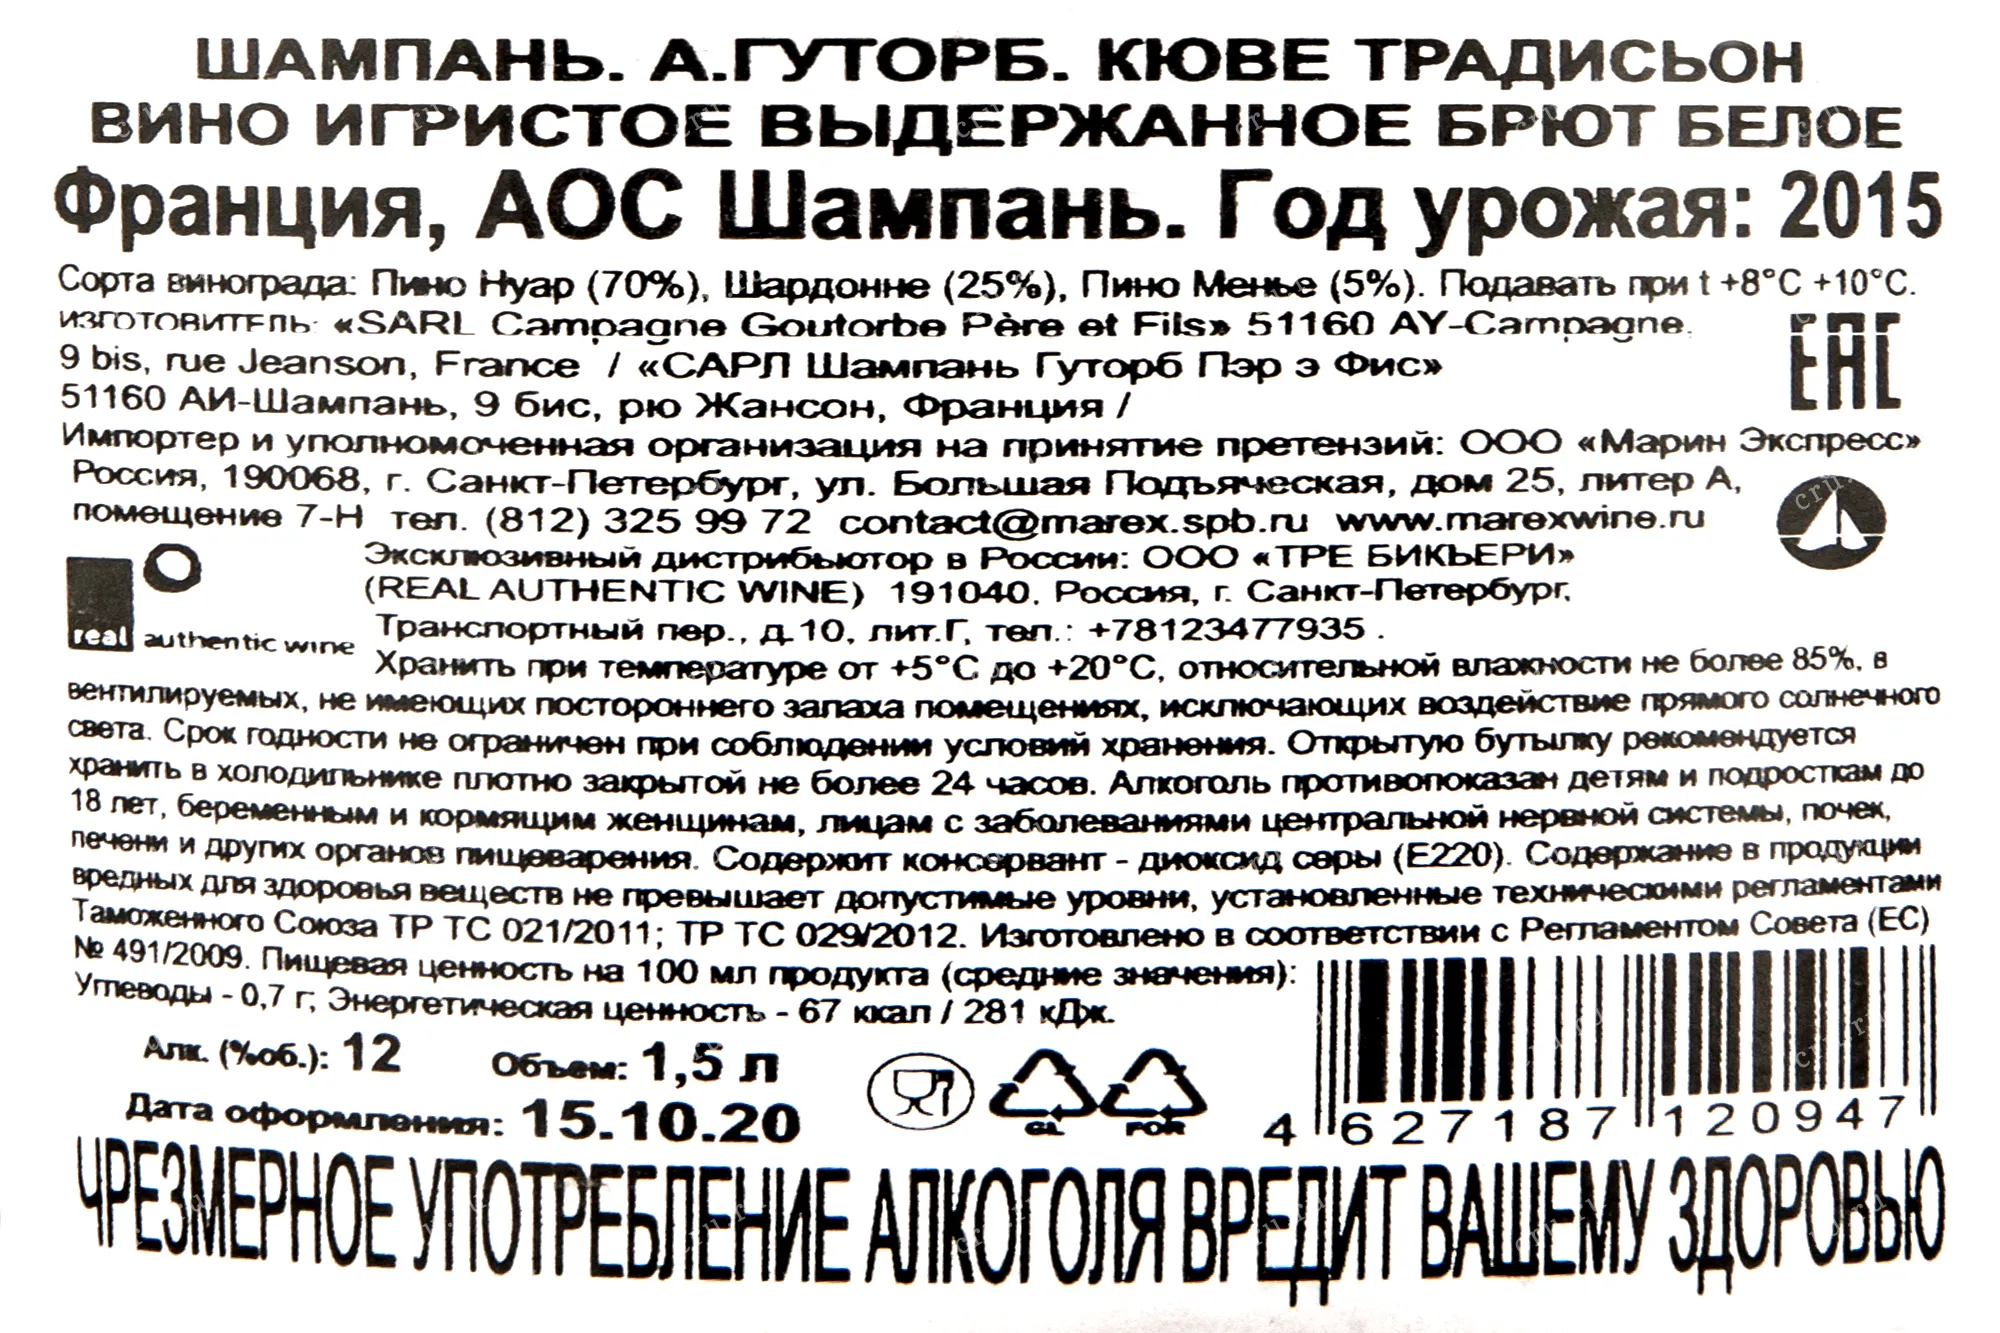 ШАМПАНЬ. А.ГУТОРБ. КЮВЕ ТРАДИСЬОН
ВИНО ИГРИСТОЕ ВЫДЕРЖАННОЕ БРЮТ БЕЛОЕ
Франция, АОС Шампань. Год урожая: 2015
Сорта винограда: Пино Нуар (70%), Шардонне (25%), Пино Менье (5%). Подавать при t +8°С +10°С.
ИЗГОТОВИТЕЛЬ: «SARL Campagne Goutorbe Père et Fils» 51160 AY-Campagne.
9 bis, rue Jeanson, France / «САРЛ Шампань Гуторб Пэр э Фис»
51160 АИ-Шампань, 9 бис, рю Жансон, Франция /
ЕАС
Импортер и уполномоченная организация на принятие претензий: ООО «Марин Экспресс»
Россия, 190068, г. Санкт-Петербург, ул. Большая Подъяческая, дом 25, литер А,
помещение 7-Н тел. (812) 325 99 72 contact@marex.spb.ru www.marexwine.ru
Эксклюзивный дистрибьютор в России: ООО «ТРЕ БИКЬЕРИ»
(REAL AUTHENTIC WINE) 191040. Россия, г. Санкт-Петербург,
real authentic wine
Транспортный пер., д.10, лит.Г, тел.: +78123477935 .
Хранить при температуре от +5°С до +20°С, относительной влажности не более 85%, в
вентилируемых, не имеющих постороннего запаха помещениях, исключающих воздействие прямого солнечного
света. Срок годности не ограничен при соблюдении условий хранения. Открытую бутылку рекомендуется
хранить в холодильнике плотно закрытой не более 24 часов. Алкоголь противопоказан детям и подросткам до
18 лет, беременным и кормящим женщинам, лицам с заболеваниями центральной нервной системы, почек,
печени и других органов пищеварения. Содержит консервант - диоксид серы (Е220). Содержание в продукции
вредных для здоровья веществ не превышает допустимые уровни, установленные техническими регламентами
Таможенного Союза ТР ТС 021/2011; ТР ТС 029/2012. Изготовлено в соответствии с Регламентом Совета (ЕС)
№ 491/2009. Пищевая ценность на 100 мл продукта (средние значения):
Углеводы - 0,7 г; Энергетическая ценность - 67 ккал / 281 кДж.
Алк. (%об.): 12 Объем: 1,5 л
Дата оформления: 15.10.20
GL FOR
4 627187 120947
ЧРЕЗМЕРНОЕ УПОТРЕБЛЕНИЕ АЛКОГОЛЯ ВРЕДИТ ВАШЕМУ ЗДОРОВЬЮ